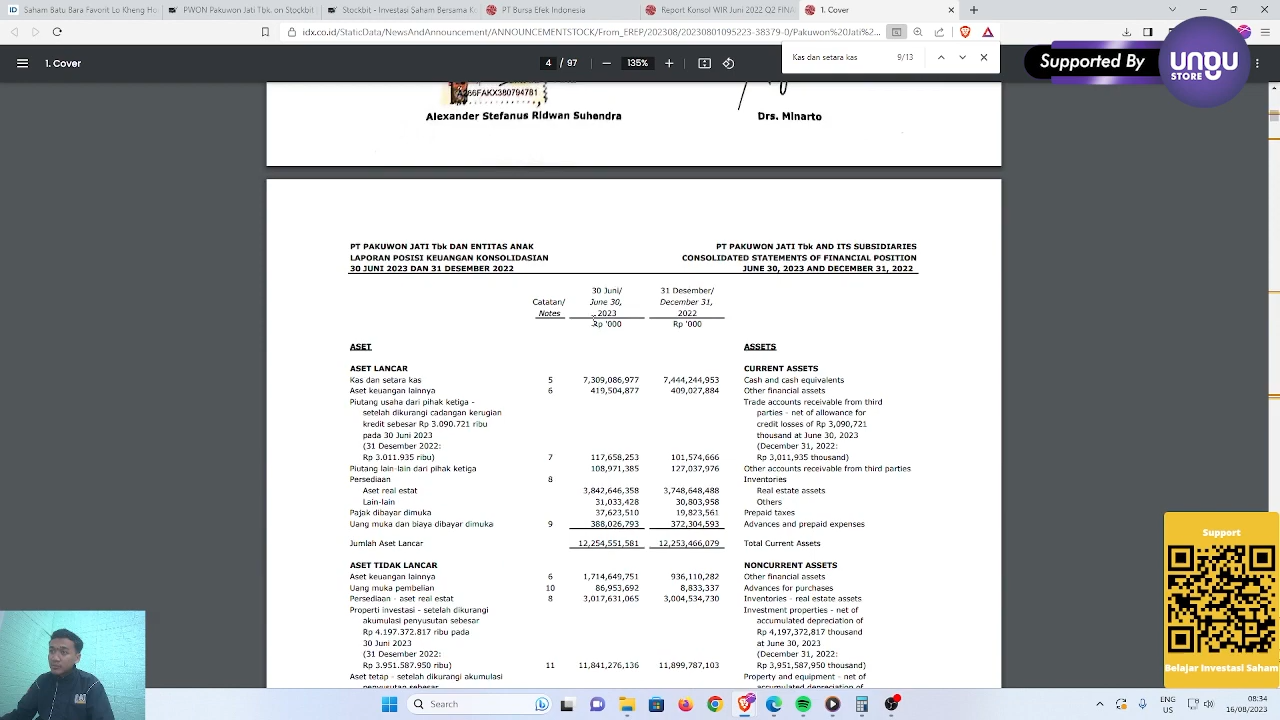 Saham Batu Bara Favorit Lo Kheng Ho
PWON Pakuwon Jati Tbk. on Stockbit
Stockbit - Investasi Saham Bersama K
PT Bursa Efek Indonesia
Report Konsol WIR Juni 2022 Q2 FINA
1. Cover
idx.co.id/StaticData/NewsAndAnnouncement/ANNOUNCEMENTSTOCK/From_EREP/202308/20230801095223-38379-0/Pakuwon%20Jati%2...
1. Cover
4 / 97
135%
Kas dan setara kas
9/13
Supported By
UNGU
STORE
A286FAKX380794781
Alexander Stefanus Ridwan Suhendra
Drs. Minarto
PT PAKUWON JATI Tbk DAN ENTITAS ANAK
LAPORAN POSISI KEUANGAN KONSOLIDASIAN
30 JUNI 2023 DAN 31 DESEMBER 2022
PT PAKUWON JATI Tbk AND ITS SUBSIDIARIES
CONSOLIDATED STATEMENTS OF FINANCIAL POSITION
JUNE 30, 2023 AND DECEMBER 31, 2022
30 Juni/ 31 Desember/
Catatan/ June 30, December 31,
Notes 2023 2022
Rp '000 Rp '000
ASET ASSETS
ASET LANCAR CURRENT ASSETS
Kas dan setara kas 5 7,309,086,977 7,444,244,953 Cash and cash equivalents
Aset keuangan lainnya 6 419,504,877 409,027,884 Other financial assets
Piutang usaha dari pihak ketiga - Trade accounts receivable from third
setelah dikurangi cadangan kerugian parties - net of allowance for
kredit sebesar Rp 3.090.721 ribu credit losses of Rp 3,090,721
pada 30 Juni 2023 thousand at June 30, 2023
(31 Desember 2022: (December 31, 2022:
Rp 3.011.935 ribu) 7 117,658,253 101,574,666 Rp 3,011,935 thousand)
Piutang lain-lain dari pihak ketiga 108,971,385 127,037,976 Other accounts receivable from third parties
Persediaan 8 Inventories
Aset real estat 3,842,646,358 3,748,648,488 Real estate assets
Lain-lain 31,033,428 30,803,958 Others
Pajak dibayar dimuka 37,623,510 19,823,561 Prepaid taxes
Uang muka dan biaya dibayar dimuka 9 388,026,793 372,304,593 Advances and prepaid expenses
Jumlah Aset Lancar 12,254,551,581 12,253,466,079 Total Current Assets
ASET TIDAK LANCAR NONCURRENT ASSETS
Aset keuangan lainnya 6 1,714,649,751 936,110,282 Other financial assets
Uang muka pembelian 10 86,953,692 8,833,337 Advances for purchases
Persediaan - aset real estat 8 3,017,631,065 3,004,534,730 Inventories - real estate assets
Properti investasi - setelah dikurangi Investment properties - net of
akumulasi penyusutan sebesar accumulated depreciation of
Rp 4.197.372.817 ribu pada Rp 4,197,372,817 thousand
30 Juni 2023 at June 30, 2023
(31 Desember 2022: (December 31, 2022:
Rp 3.951.587.950 ribu) 11 11,841,276,136 11,899,787,103 Rp 3,951,587,950 thousand)
Aset tetap - setelah dikurangi akumulasi Property and equipment - net of
penyusutan sebesar accumulated depreciation of
Support
Belajar Investasi Saham
Search
ENG
US
08:34
16/08/2023